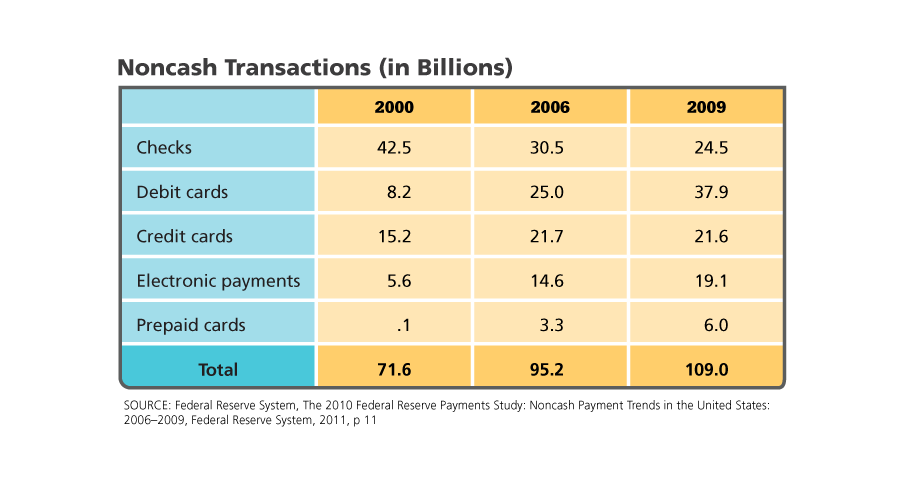 Noncash Transactions (in Billions)
2000 2006 2009
Checks 42.5 30.5 24.5
Debit cards 8.2 25.0 37.9
Credit cards 15.2 21.7 21.6
Electronic payments 5.6 14.6 19.1
Prepaid cards .1 3.3 6.0
Total 71.6 95.2 109.0
SOURCE: Federal Reserve System, The 2010 Federal Reserve Payments Study: Noncash Payment Trends in the United States:
2006–2009, Federal Reserve System, 2011, p 11